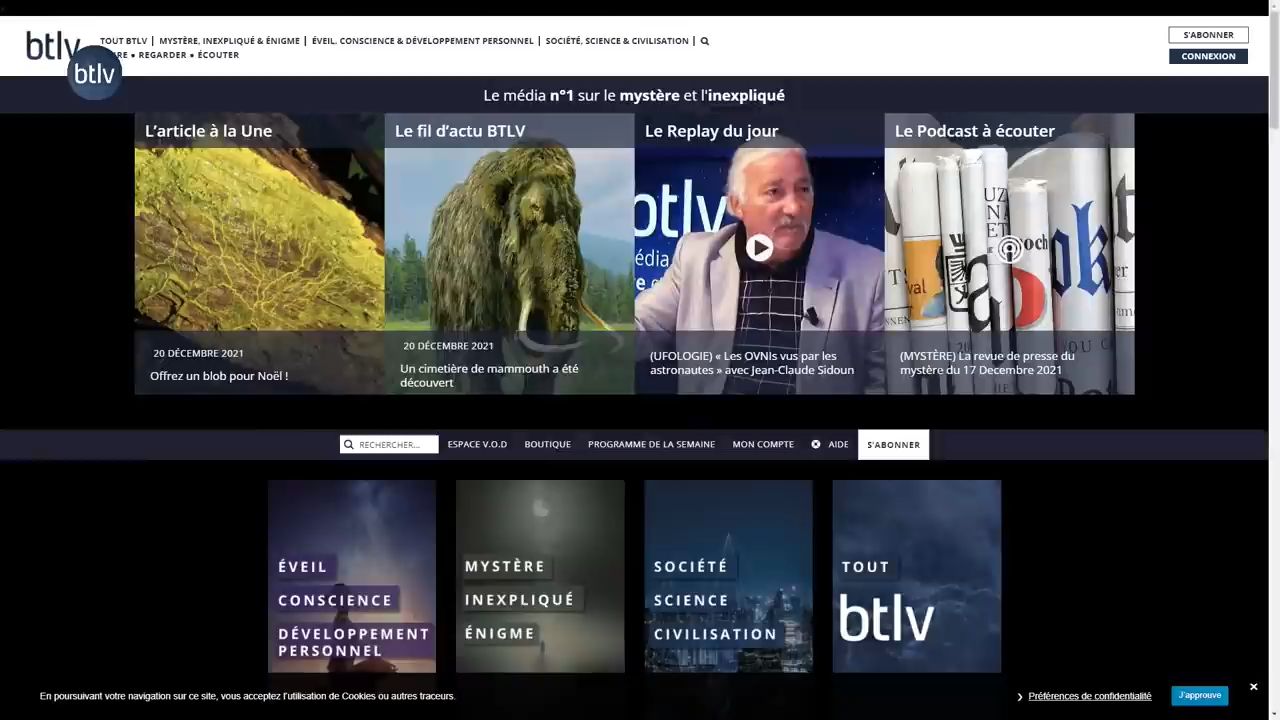 btlv
TOUT BTLV | MYSTÈRE, INEXPLIQUÉ & ÉNIGME | ÉVEIL, CONSCIENCE & DÉVELOPPEMENT PERSONNEL | SOCIÉTÉ, SCIENCE & CIVILISATION |
● REGARDER ● ÉCOUTER
btlv
S'ABONNER
CONNEXION
Le média n°1 sur le mystère et l'inexpliqué
L'article à la Une
20 DÉCEMBRE 2021
Offrez un blob pour Noël !
Le fil d'actu BTLV
20 DÉCEMBRE 2021
Un cimetière de mammouth a été
découvert
Le Replay du jour
btlv
(UFOLOGIE) « Les OVNIs vus par les
astronautes » avec Jean-Claude Sidoun
Le Podcast à écouter
(MYSTÈRE) La revue de presse du
mystère du 17 Decembre 2021
RECHERCHER...
ESPACE V.O.D
BOUTIQUE
PROGRAMME DE LA SEMAINE
MON COMPTE
AIDE
S'ABONNER
ÉVEIL
CONSCIENCE
DÉVELOPPEMENT
PERSONNEL
MYSTÈRE
INEXPLIQUÉ
ÉNIGME
SOCIÉTÉ
SCIENCE
CIVILISATION
TOUT
btlv
En poursuivant votre navigation sur ce site, vous acceptez l'utilisation de Cookies ou autres traceurs.
Préférences de confidentialité
J'approuve